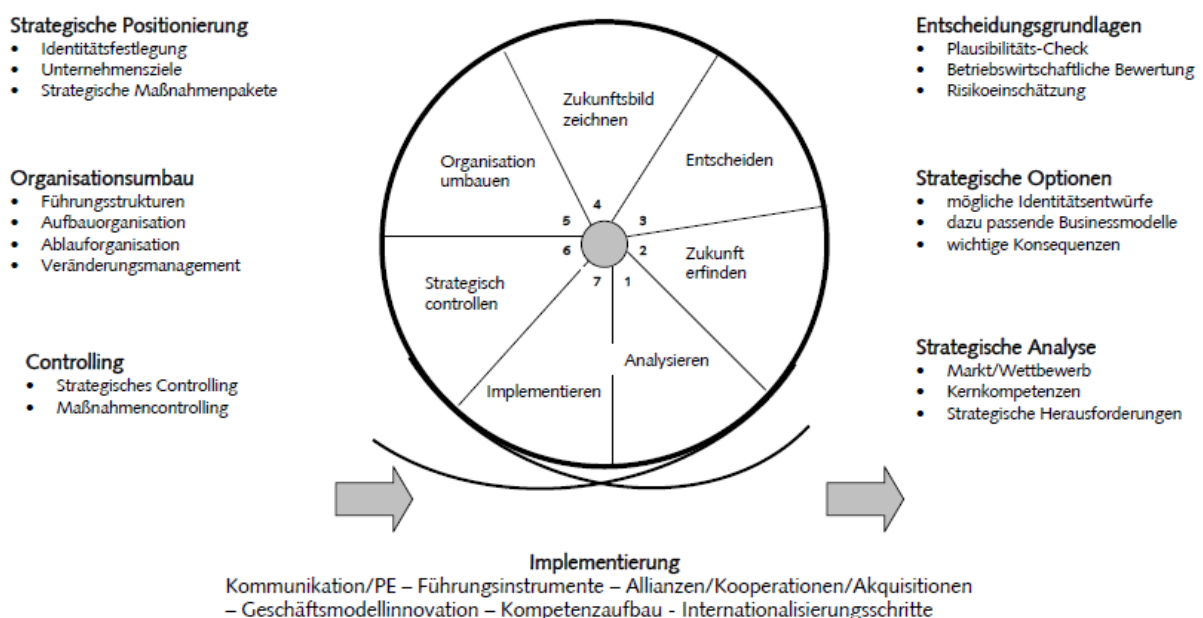 Strategische Positionierung
• Identitätsfestlegung
• Unternehmensziele
• Strategische Maßnahmenpakete
Organisationsumbau
• Führungsstrukturen
• Aufbauorganisation
• Ablauforganisation
• Veränderungsmanagement
Controlling
• Strategisches Controlling
• Maßnahmencontrolling
Zukunftsbild
zeichnen
Organisation
umbauen
Entscheiden
4
5
3
6
2
7
1
Zukunft
erfinden
Strategisch
controllen
Analysieren
Implementieren
Entscheidungsgrundlagen
• Plausibilitäts-Check
• Betriebswirtschaftliche Bewertung
• Risikoeinschätzung
Strategische Optionen
• mögliche Identitätsentwürfe
• dazu passende Businessmodelle
• wichtige Konsequenzen
Strategische Analyse
• Markt/Wettbewerb
• Kernkompetenzen
• Strategische Herausforderungen
Implementierung
Kommunikation/PE – Führungsinstrumente – Allianzen/Kooperationen/Akquisitionen
– Geschäftsmodellinnovation – Kompetenzaufbau - Internationalisierungsschritte